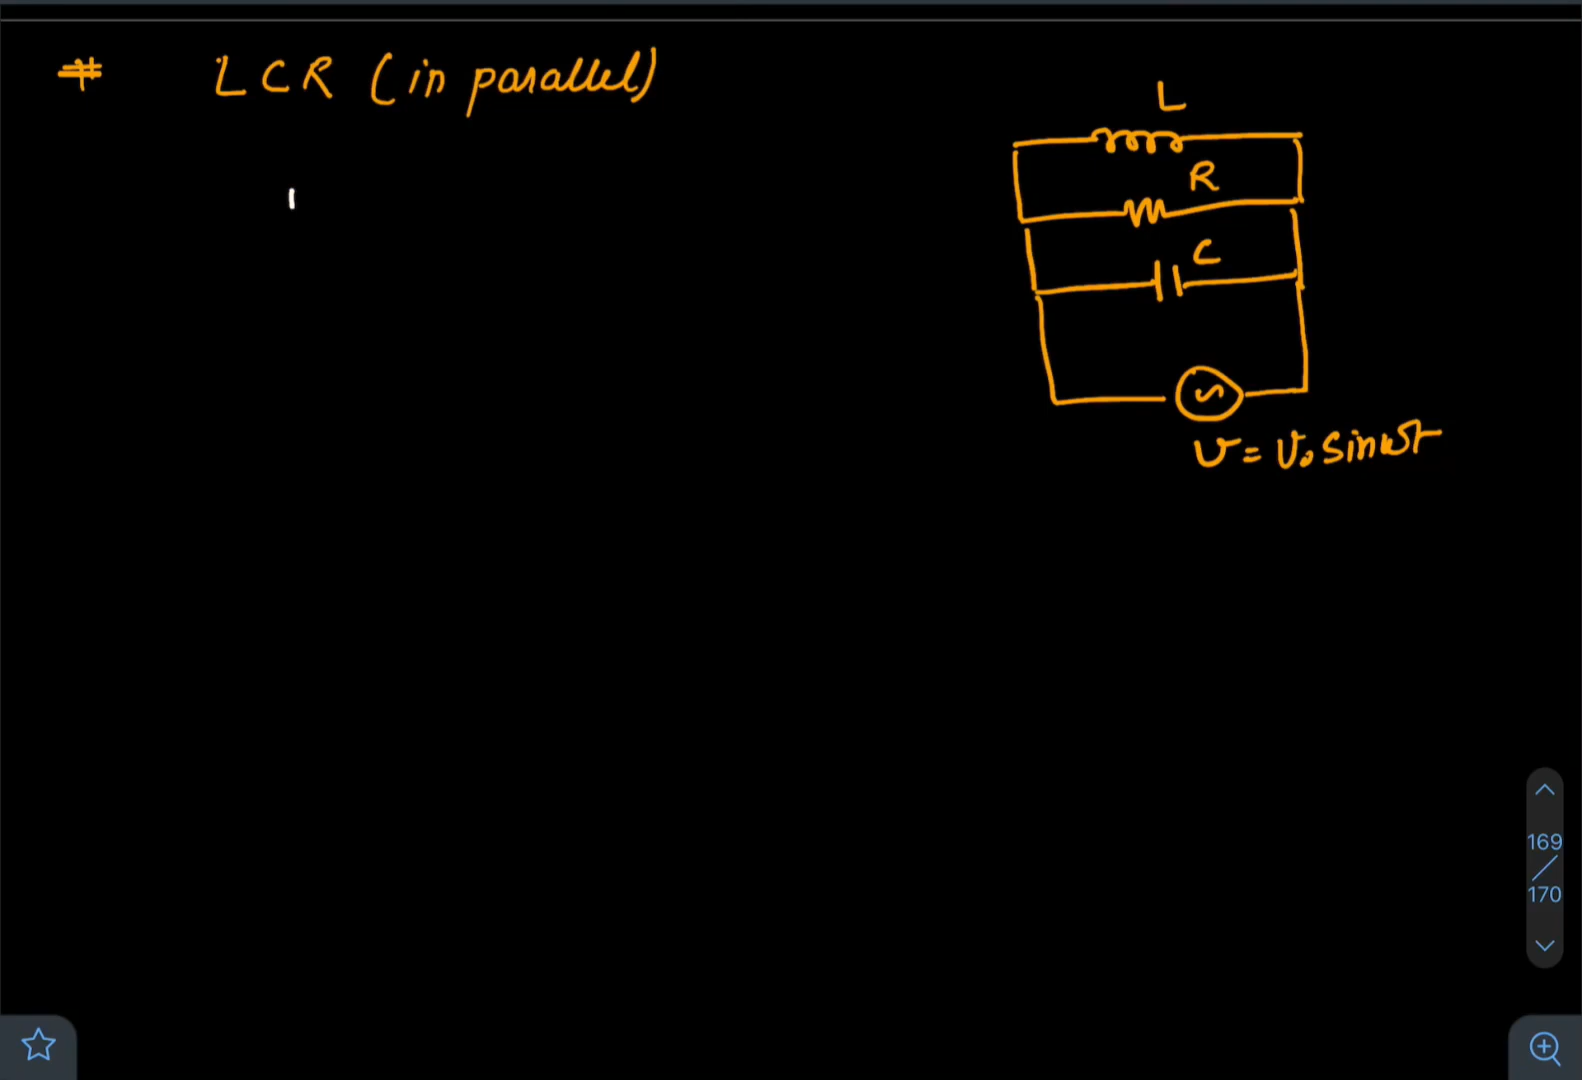 # LCR (in parallel)
L
R
C
v = v₀ sinωt
169
170